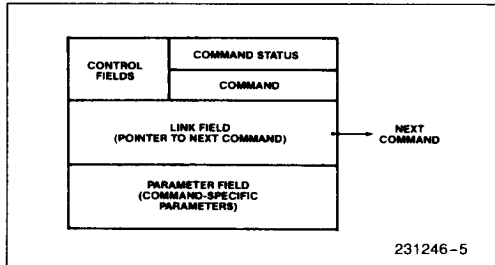 CONTROL
FIELDS
COMMAND STATUS
COMMAND
LINK FIELD
(POINTER TO NEXT COMMAND)
NEXT
COMMAND
PARAMETER FIELD
(COMMAND-SPECIFIC
PARAMETERS)
231246-5